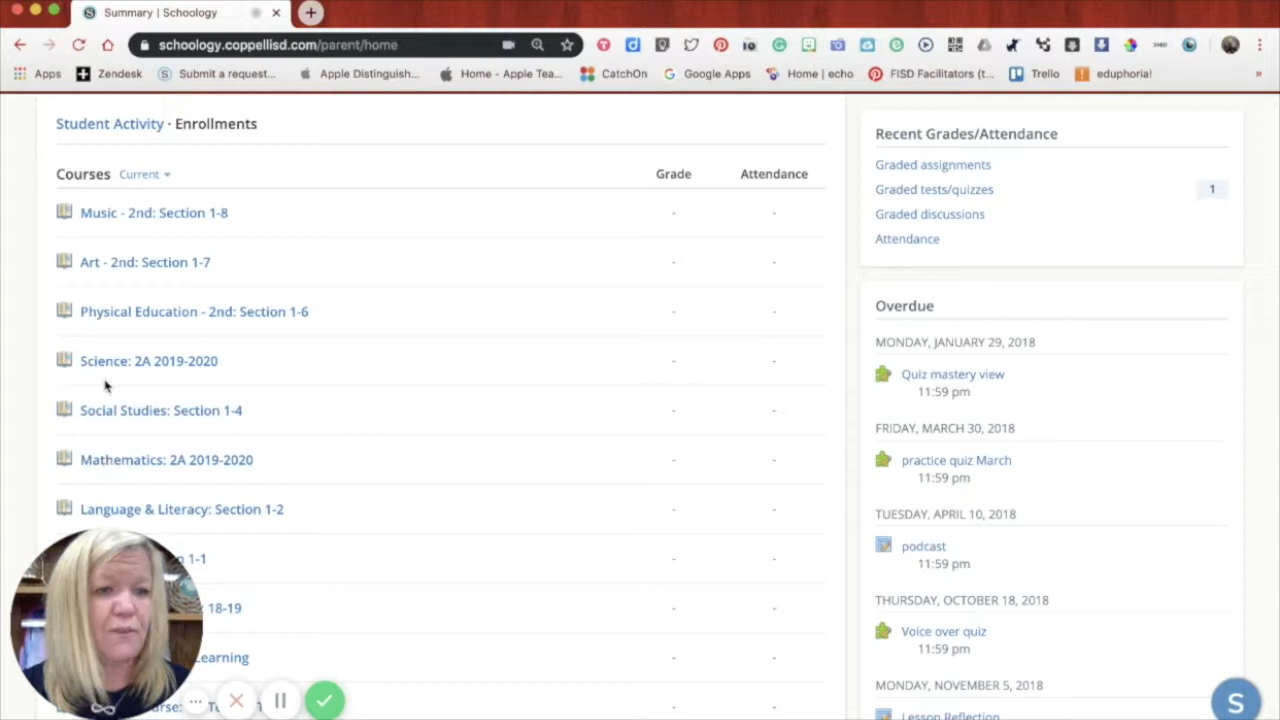 Summary | Schoology
schoology.coppellisd.com/parent/home
Apps Zendesk Submit a request... Apple Distinguish... Home - Apple Tea... CatchOn Google Apps Home | echo FISD Facilitators (t... Trello eduphoria! »
Student Activity · Enrollments
Courses Current
Grade
Attendance
Music - 2nd: Section 1-8 - -
Art - 2nd: Section 1-7 - -
Physical Education - 2nd: Section 1-6 - -
Science: 2A 2019-2020 - -
Social Studies: Section 1-4 - -
Mathematics: 2A 2019-2020 - -
Language & Literacy: Section 1-2 - -
1-1 - -
18-19 - -
Learning - -
Recent Grades/Attendance
Graded assignments
Graded tests/quizzes 1
Graded discussions
Attendance
Overdue
MONDAY, JANUARY 29, 2018
Quiz mastery view
11:59 pm
FRIDAY, MARCH 30, 2018
practice quiz March
11:59 pm
TUESDAY, APRIL 10, 2018
podcast
11:59 pm
THURSDAY, OCTOBER 18, 2018
Voice over quiz
11:59 pm
MONDAY, NOVEMBER 5, 2018
Lesson Reflection
S